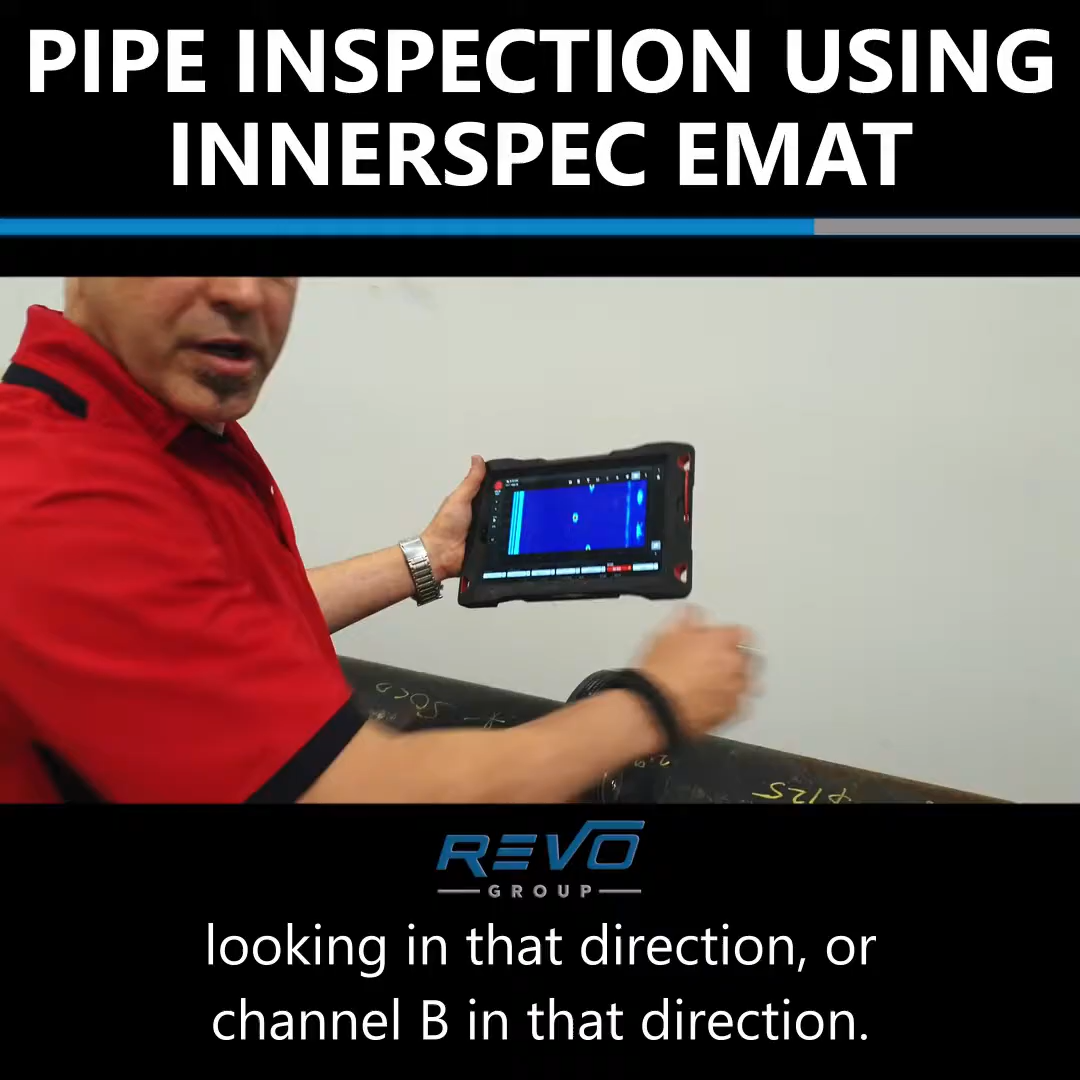 PIPE INSPECTION USING
INNERSPEC EMAT
REVO
GROUP
looking in that direction, or
channel B in that direction.